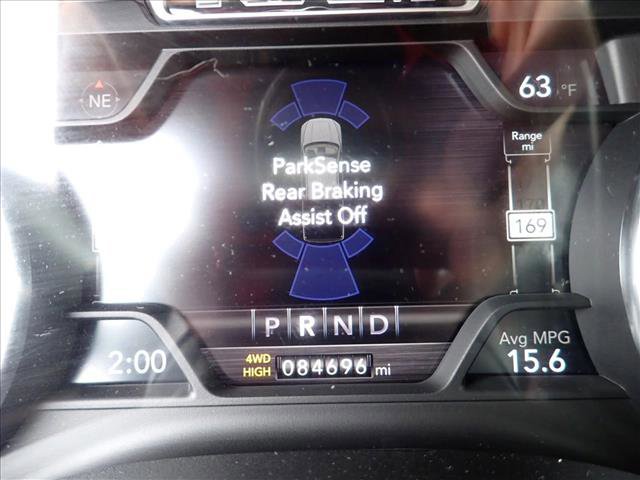 NE
63 °F
ParkSense
Rear Braking
Assist Off
Range
mi
170
169
P R N D
2:00
4WD
HIGH
084696 mi
Avg MPG
15.6